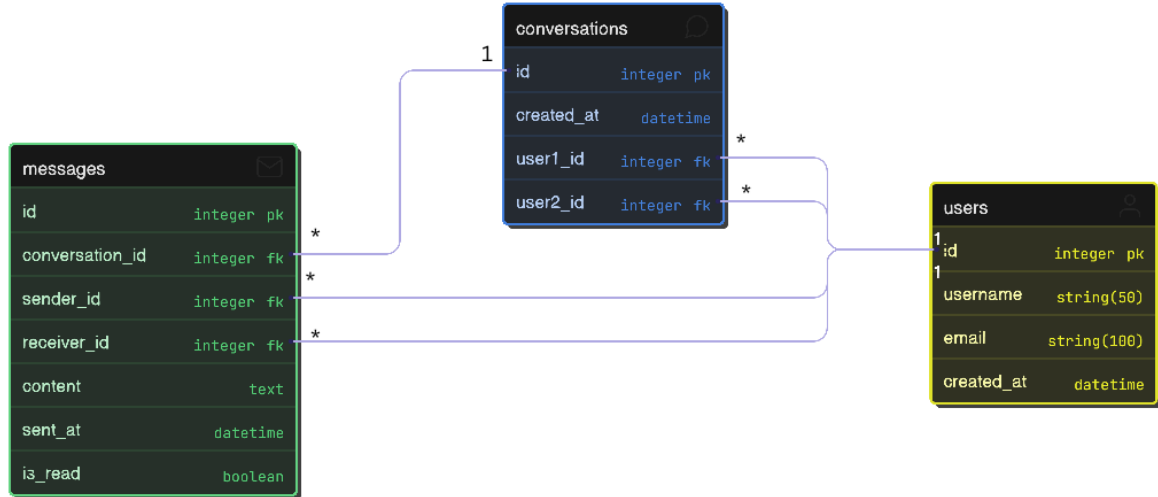 conversations
id integer pk
created_at datetime
user1_id integer fk
user2_id integer fk
1
*
*
messages
id integer pk
conversation_id integer fk
sender_id integer fk
receiver_id integer fk
content text
sent_at datetime
is_read boolean
*
*
*
users
id integer pk
username string(50)
email string(100)
created_at datetime
1
1